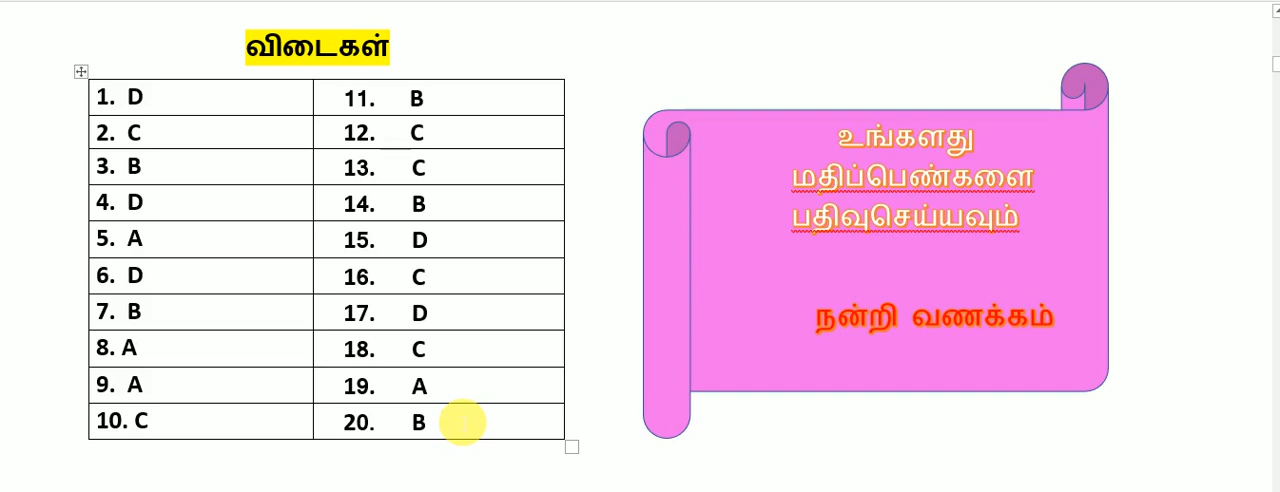 விடைகள்
1. D
2. C
3. B
4. D
5. A
6. D
7. B
8. A
9. A
10. C
11. B
12. C
13. C
14. B
15. D
16. C
17. D
18. C
19. A
20. B
உங்களது
மதிப்பெண்களை
பதிவுசெய்யவும்
நன்றி வணக்கம்